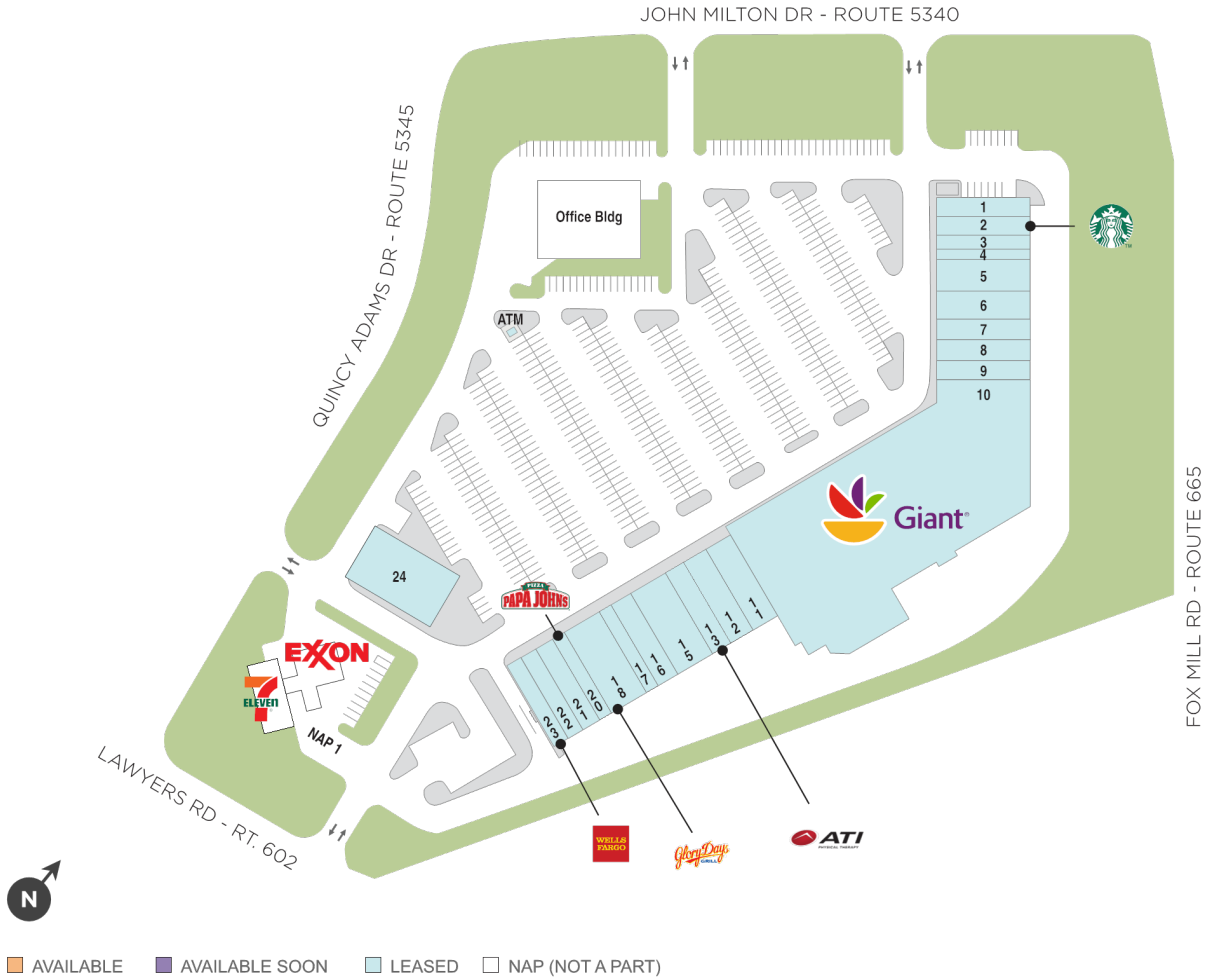 JOHN MILTON DR - ROUTE 5340
QUINCY ADAMS DR - ROUTE 5345
Office Bldg
ATM
1
2
3
4
5
6
7
8
9
10
TM
Giant®
FOX MILL RD - ROUTE 665
24
PIZZA
PAPA JOHNS
11
12
13
15
16
17
18
20
21
22
23
EXXON
7
ELEVEN
NAP 1
LAWYERS RD - RT. 602
WELLS
FARGO
Glory Days
GRILL
ATI
PHYSICAL THERAPY
N
AVAILABLE
AVAILABLE SOON
LEASED
NAP (NOT A PART)